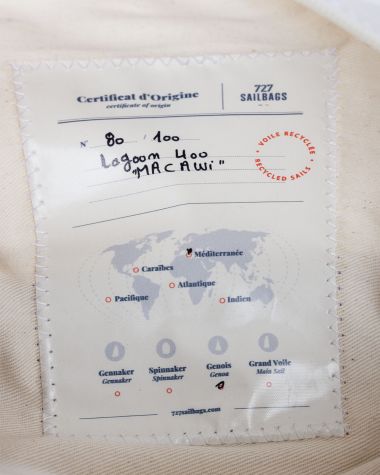 Certificat d'Origine
certificate of origin
727
SAILBAGS
N° 80 / 100
Lagoon 400
"MACAWI"
• VOILE RECYCLÉE •
RECYCLED SAILS
Méditerranée
Caraïbes
Atlantique
Pacifique
Indien
Gennaker
Gennaker
Spinnaker
Spinnaker
Genois
Genoa
Grand Voile
Main Sail
727sailbags.com